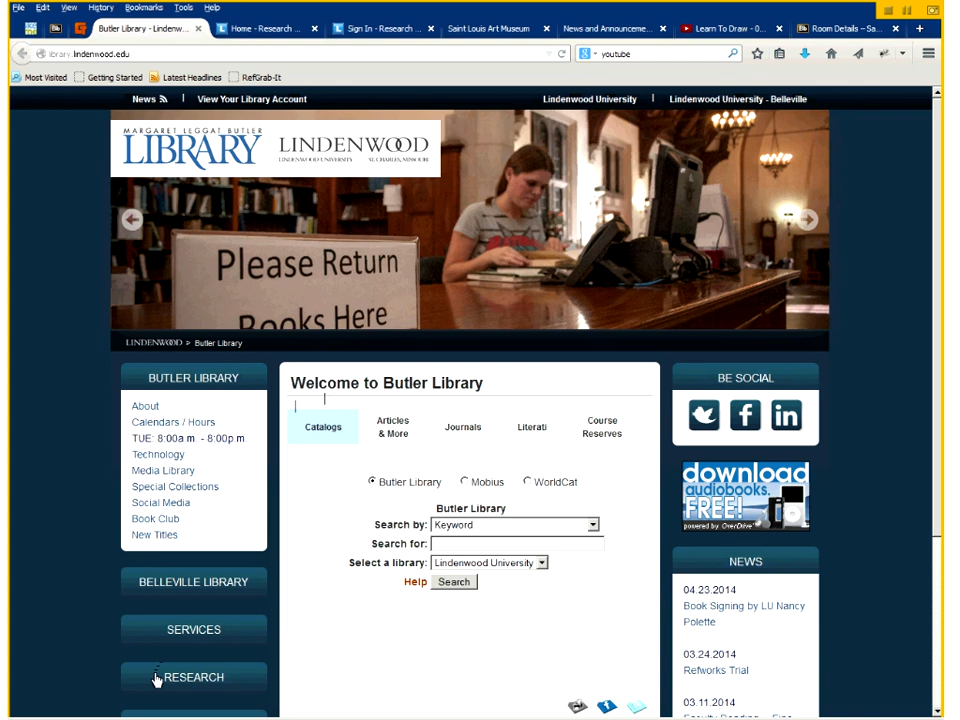 File Edit View History Bookmarks Tools Help
Butler Library - Lindenw... × Home - Research ... × Sign In - Research ... × Saint Louis Art Museum × News and Announceme... × Learn To Draw - 0... × Room Details -- Sa... × +
library.lindenwood.edu youtube
Most Visited Getting Started Latest Headlines RefGrab-It
News | View Your Library Account Lindenwood University | Lindenwood University - Belleville
MARGARET LEGGAT BUTLER
LIBRARY LINDENWOOD
LINDENWOOD UNIVERSITY ST. CHARLES, MISSOURI
Please Return
Books Here
LINDENWOOD > Butler Library
BUTLER LIBRARY
About
Calendars / Hours
TUE: 8:00a.m. - 8:00p.m
Technology
Media Library
Special Collections
Social Media
Book Club
New Titles
BELLEVILLE LIBRARY
SERVICES
RESEARCH
Welcome to Butler Library
Catalogs Articles & More Journals Literati Course Reserves
Butler Library Mobius WorldCat
Butler Library
Search by: Keyword
Search for:
Select a library: Lindenwood University
Help Search
BE SOCIAL
download
audiobooks.
FREE!
powered by OverDrive
NEWS
04.23.2014
Book Signing by LU Nancy
Polette
03.24.2014
Refworks Trial
03.11.2014